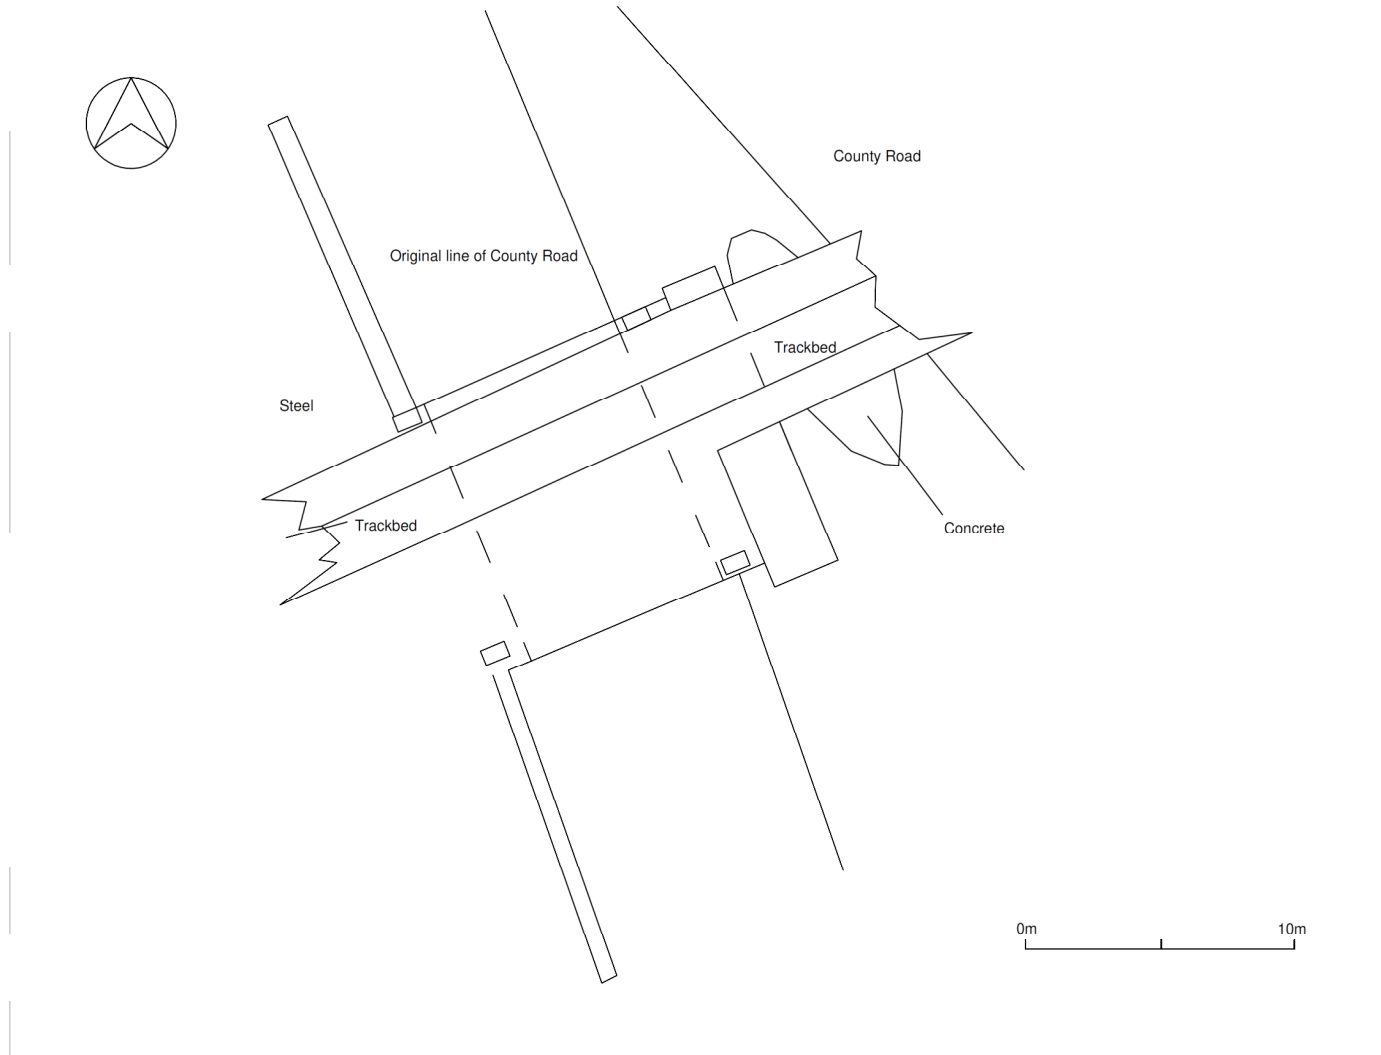 County Road
Original line of County Road
Trackbed
Steel
Trackbed
Concrete
0m 10m